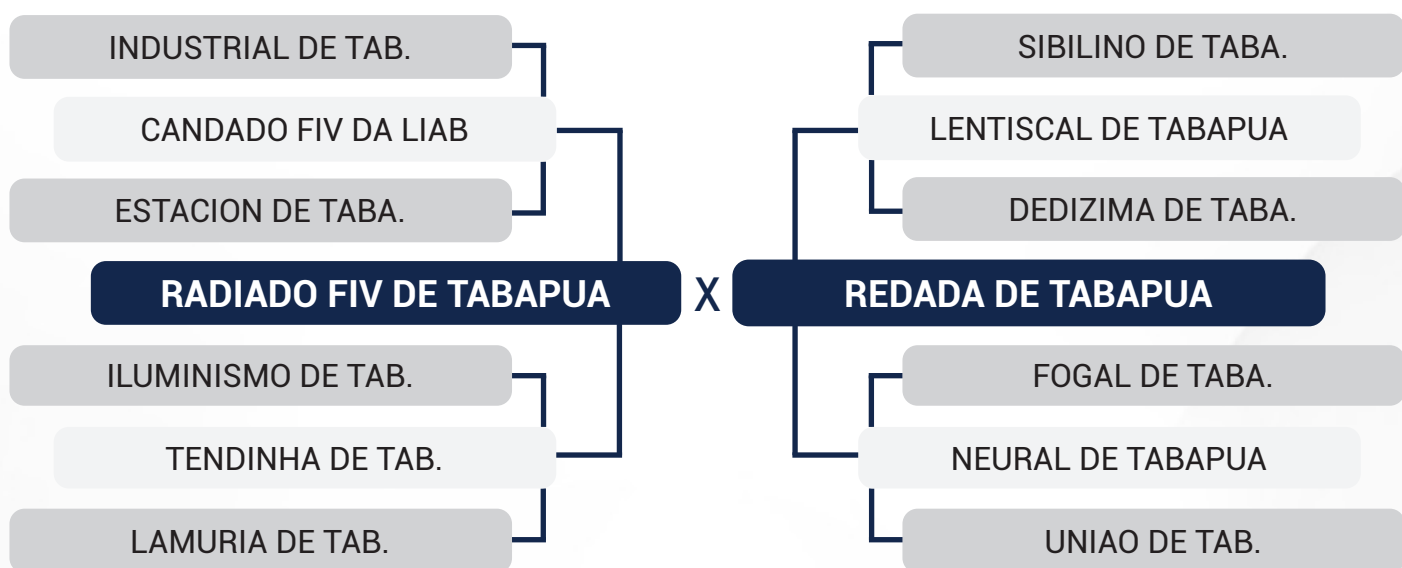 INDUSTRIAL DE TAB.
SIBILINO DE TABA.
CANDADO FIV DA LIAB
LENTISCAL DE TABAPUA
ESTACION DE TABA.
DEDIZIMA DE TABA.
RADIADO FIV DE TABAPUA X REDADA DE TABAPUA
ILUMINISMO DE TAB.
FOGAL DE TABA.
TENDINHA DE TAB.
NEURAL DE TABAPUA
LAMURIA DE TAB.
UNIAO DE TAB.